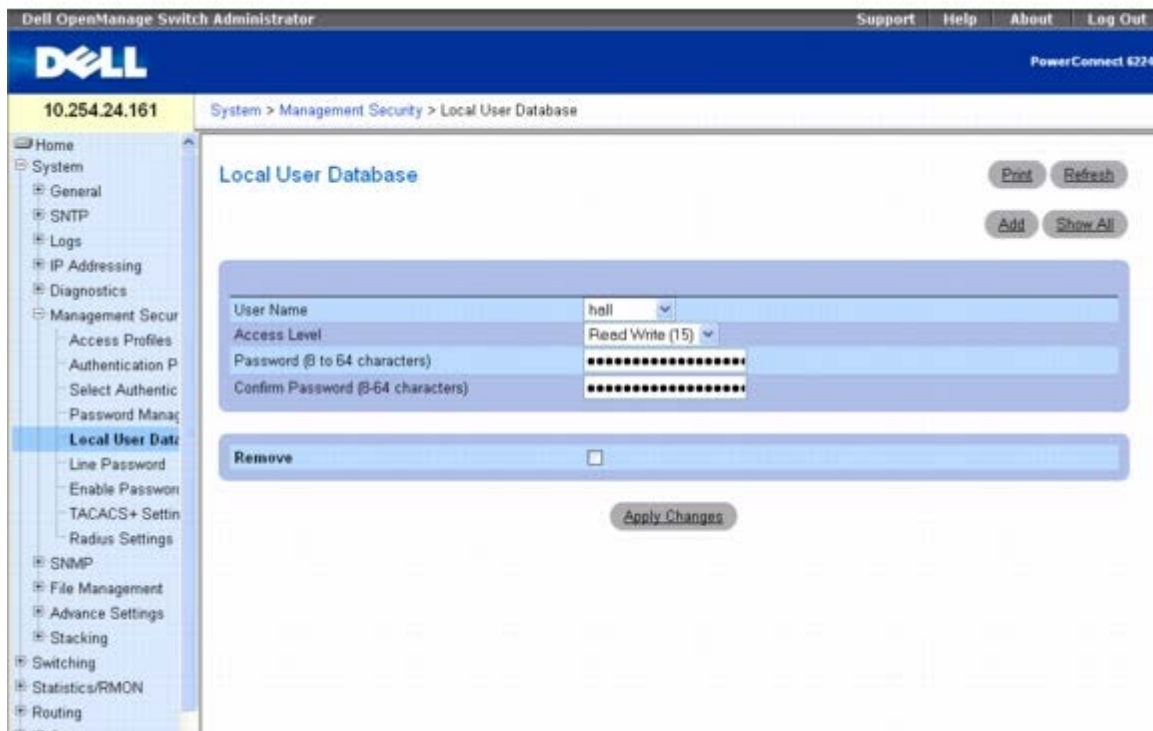 Dell OpenManage Switch Administrator
Support Help About Log Out
DELL
PowerConnect 6224
10.254.24.161
System > Management Security > Local User Database
Home
System
General
SNTP
Logs
IP Addressing
Diagnostics
Management Secur
Access Profiles
Authentication P
Select Authentic
Password Manag
Local User Data
Line Password
Enable Passwor
TACACS+ Settin
Radius Settings
SNMP
File Management
Advance Settings
Stacking
Switching
Statistics/RMON
Routing
Local User Database
Print Refresh
Add Show All
User Name hall
Access Level Read Write (15)
Password (8 to 64 characters) ●●●●●●●●●●●●●●●●●●
Confirm Password (8-64 characters) ●●●●●●●●●●●●●●●●●●
Remove
Apply Changes